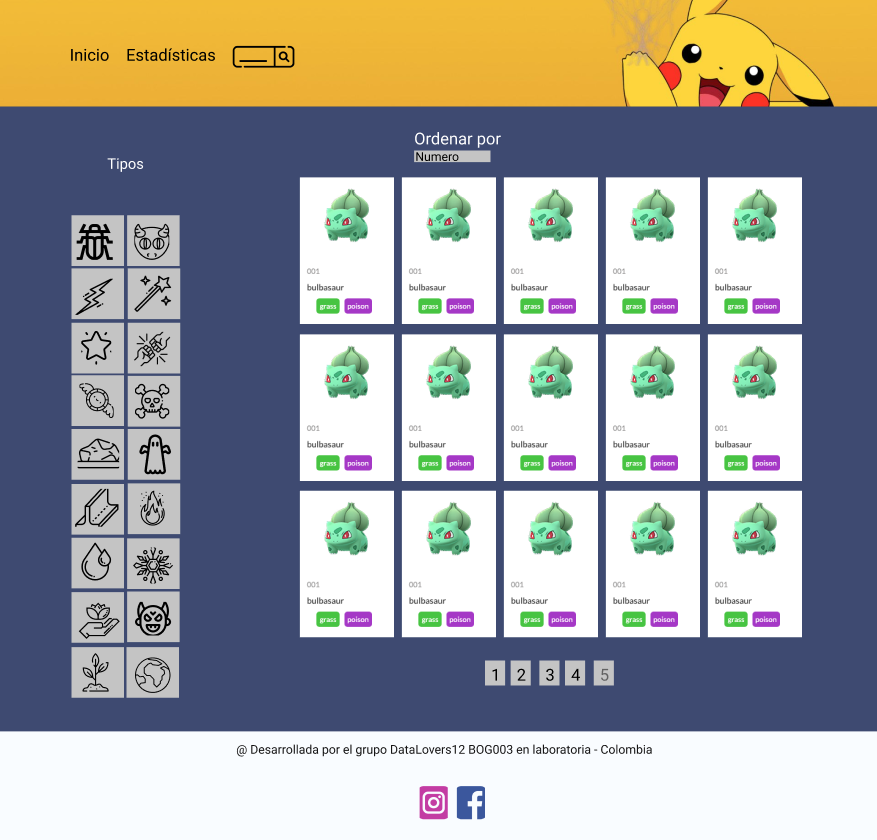 Inicio Estadísticas
Ordenar por
Numero
Tipos
001 001 001 001 001
bulbasaur bulbasaur bulbasaur bulbasaur bulbasaur
grass poison grass poison grass poison grass poison grass poison
001 001 001 001 001
bulbasaur bulbasaur bulbasaur bulbasaur bulbasaur
grass poison grass poison grass poison grass poison grass poison
001 001 001 001 001
bulbasaur bulbasaur bulbasaur bulbasaur bulbasaur
grass poison grass poison grass poison grass poison grass poison
1 2 3 4 5
@ Desarrollada por el grupo DataLovers12 BOG003 en laboratoria - Colombia